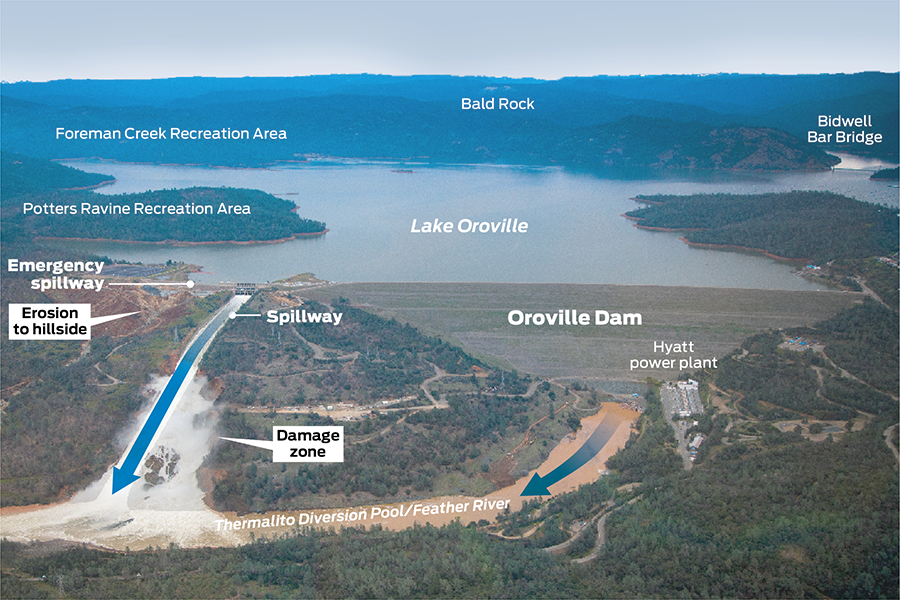 Bald Rock
Foreman Creek Recreation Area
Bidwell
Bar Bridge
Potters Ravine Recreation Area
Lake Oroville
Emergency
spillway
Erosion
to hillside
Spillway
Oroville Dam
Hyatt
power plant
Damage
zone
Thermalito Diversion Pool/Feather River